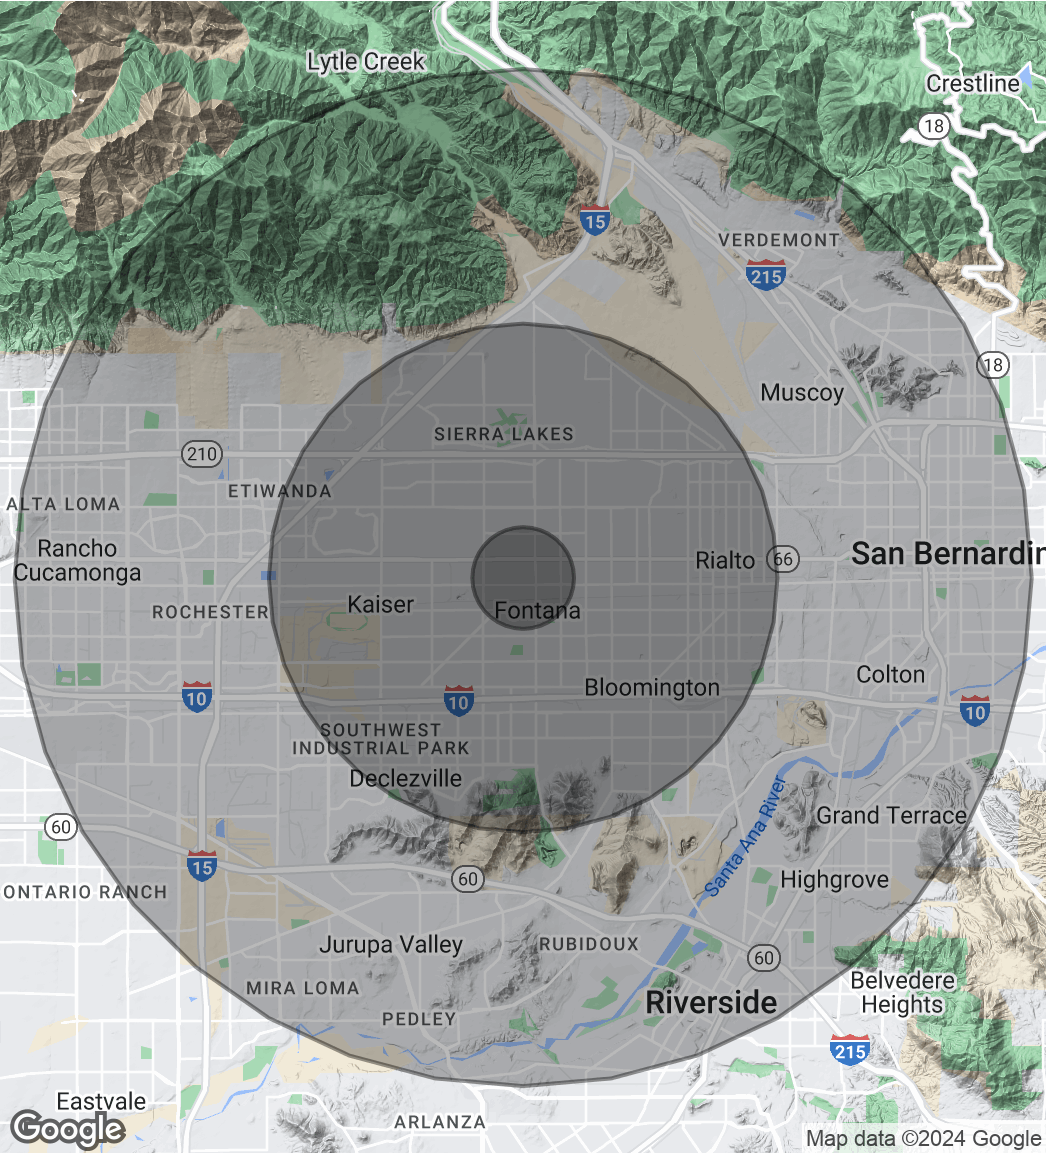 Lytle Creek
Crestline
18
15
VERDEMONT
215
18
Muscoy
SIERRA LAKES
210
ETIWANDA
ALTA LOMA
Rancho
Cucamonga
Rialto
66
San Bernardin
Kaiser
Fontana
ROCHESTER
Colton
Bloomington
10
10
10
SOUTHWEST
INDUSTRIAL PARK
Declezville
Grand Terrace
60
Santa Ana River
15
60
Highgrove
ONTARIO RANCH
Jurupa Valley
RUBIDOUX
60
Belvedere
Heights
MIRA LOMA
Riverside
PEDLEY
215
Eastvale
ARLANZA
Google
Map data ©2024 Google